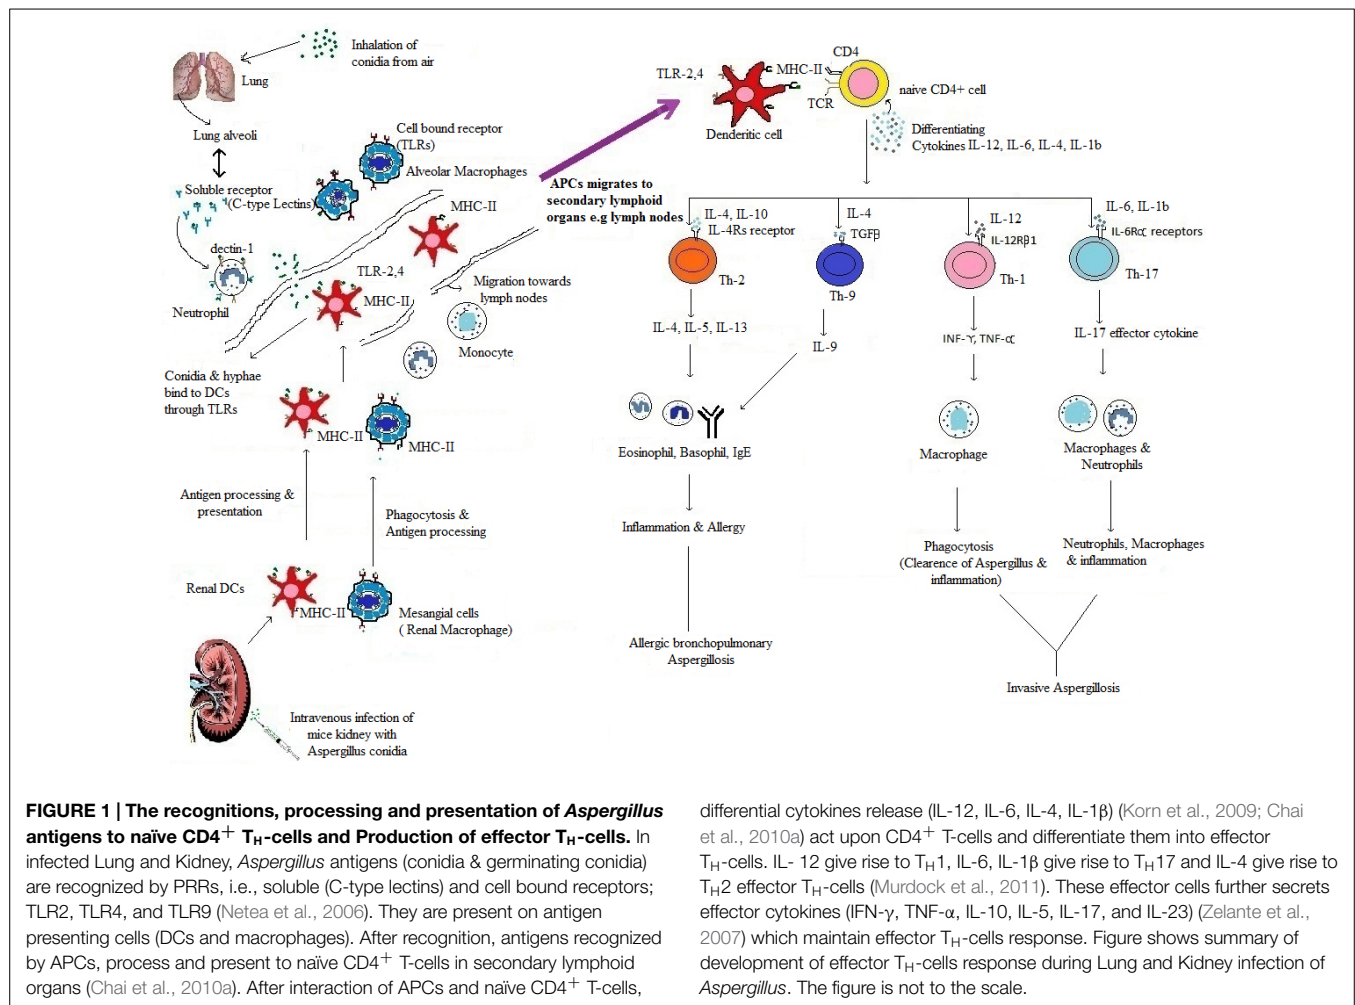 Inhalation of
conidia from air
Lung
Lung alveoli
Soluble receptor
(C-type Lectins)
dectin-1
Neutrophil
Cell bound receptor
(TLRs)
Alveolar Macrophages
MHC-II
TLR-2,4
MHC-II
APCs migrates to
secondary lymphoid
organs e.g lymph nodes
Migration towards
lymph nodes
Monocyte
Conidia & hyphae
bind to DCs
through TLRs
MHC-II
MHC-II
Antigen processing &
presentation
Phagocytosis &
Antigen processing
Renal DCs
MHC-II
Mesangial cells
( Renal Macrophage)
Intravenous infection of
mice kidney with
Aspergillus conidia
TLR-2,4
MHC-II
CD4
TCR
Denderitic cell
naive CD4+ cell
Differentiating
Cytokines IL-12, IL-6, IL-4, IL-1b
IL-4, IL-10
IL-4Rs receptor
Th-2
IL-4
TGFβ
Th-9
IL-12
IL-12Rβ1
Th-1
IL-6, IL-1b
IL-6Rα receptors
Th-17
IL-4, IL-5, IL-13
IL-9
INF-γ, TNF-α
IL-17 effector cytokine
Eosinophil, Basophil, IgE
Macrophage
Macrophages &
Neutrophils
Inflammation & Allergy
Phagocytosis
(Clearence of Aspergillus &
inflammation)
Neutrophils, Macrophages
& inflammation
Allergic bronchopulmonary
Aspergillosis
Invasive Aspergillosis
FIGURE 1 | The recognitions, processing and presentation of Aspergillus
antigens to naïve CD4+ TH-cells and Production of effector TH-cells. In
infected Lung and Kidney, Aspergillus antigens (conidia & germinating conidia)
are recognized by PRRs, i.e., soluble (C-type lectins) and cell bound receptors;
TLR2, TLR4, and TLR9 (Netea et al., 2006). They are present on antigen
presenting cells (DCs and macrophages). After recognition, antigens recognized
by APCs, process and present to naïve CD4+ T-cells in secondary lymphoid
organs (Chai et al., 2010a). After interaction of APCs and naïve CD4+ T-cells,
differential cytokines release (IL-12, IL-6, IL-4, IL-1β) (Korn et al., 2009; Chai
et al., 2010a) act upon CD4+ T-cells and differentiate them into effector
TH-cells. IL- 12 give rise to TH1, IL-6, IL-1β give rise to TH17 and IL-4 give rise to
TH2 effector TH-cells (Murdock et al., 2011). These effector cells further secrets
effector cytokines (IFN-γ, TNF-α, IL-10, IL-5, IL-17, and IL-23) (Zelante et al.,
2007) which maintain effector TH-cells response. Figure shows summary of
development of effector TH-cells response during Lung and Kidney infection of
Aspergillus. The figure is not to the scale.